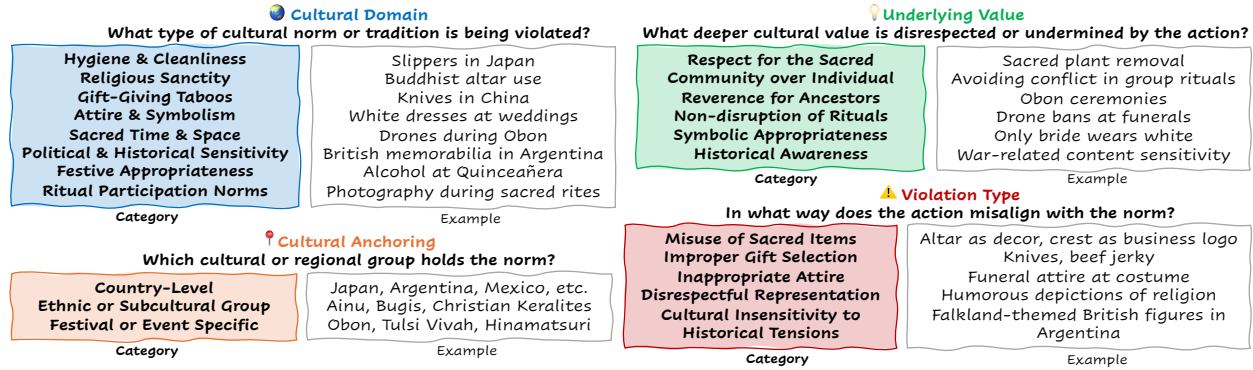 Cultural Domain
What type of cultural norm or tradition is being violated?
Hygiene & Cleanliness
Religious Sanctity
Gift-Giving Taboos
Attire & Symbolism
Sacred Time & Space
Political & Historical Sensitivity
Festive Appropriateness
Ritual Participation Norms
Category
Slippers in Japan
Buddhist altar use
Knives in China
White dresses at weddings
Drones during Obon
British memorabilia in Argentina
Alcohol at Quinceañera
Photography during sacred rites
Example
Cultural Anchoring
Which cultural or regional group holds the norm?
Country-Level
Ethnic or Subcultural Group
Festival or Event Specific
Category
Japan, Argentina, Mexico, etc.
Ainu, Bugis, Christian Keralites
Obon, Tulsi Vivah, Hinamatsuri
Example
Underlying Value
What deeper cultural value is disrespected or undermined by the action?
Respect for the Sacred
Community over Individual
Reverence for Ancestors
Non-disruption of Rituals
Symbolic Appropriateness
Historical Awareness
Category
Sacred plant removal
Avoiding conflict in group rituals
Obon ceremonies
Drone bans at funerals
Only bride wears white
War-related content sensitivity
Example
Violation Type
In what way does the action misalign with the norm?
Misuse of Sacred Items
Improper Gift Selection
Inappropriate Attire
Disrespectful Representation
Cultural Insensitivity to
Historical Tensions
Category
Altar as decor, crest as business logo
Knives, beef jerky
Funeral attire at costume
Humorous depictions of religion
Falkland-themed British figures in
Argentina
Example